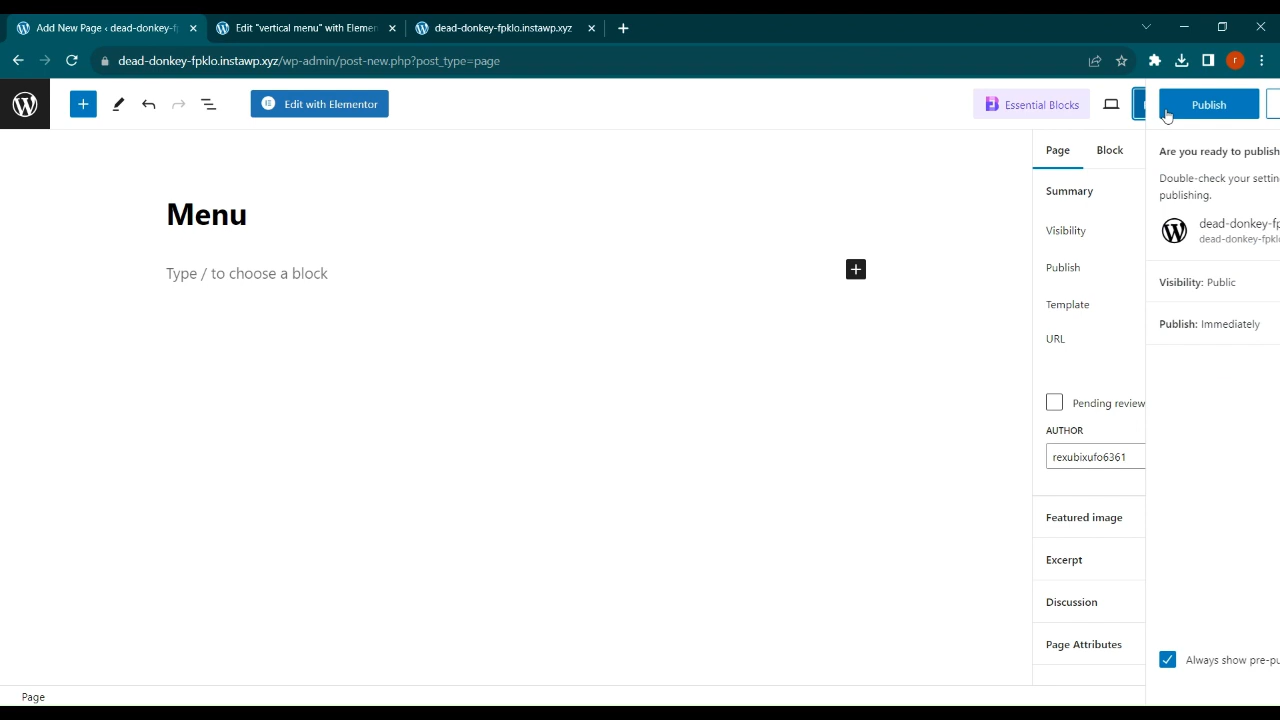 Add New Page ‹ dead-donkey-f
Edit "vertical menu" with Elemen
dead-donkey-fpklo.instawp.xyz
dead-donkey-fpklo.instawp.xyz/wp-admin/post-new.php?post_type=page
r
Edit with Elementor
Essential Blocks
Publish
Page
Block
Are you ready to publish
Double-check your settin
publishing.
Summary
Menu
dead-donkey-fp
dead-donkey-fpklo
Visibility
Publish
Type / to choose a block
Visibility: Public
Template
Publish: Immediately
URL
Pending review
AUTHOR
rexubixufo6361
Featured image
Excerpt
Discussion
Page Attributes
Always show pre-pu
Page